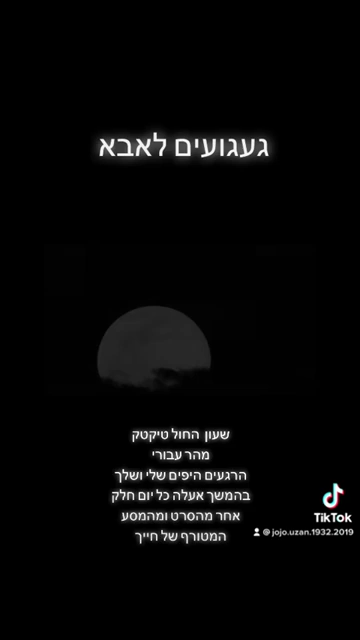 געגועים לאבא
שעון החול טיקטק
מהר עבורי
הרגעים היפים שלי ושלך
בהמשך אעלה כל יום חלק
אחר מהסרט ומהמסע
המטורף של חייך
TikTok
@ jojo.uzan.1932.2019